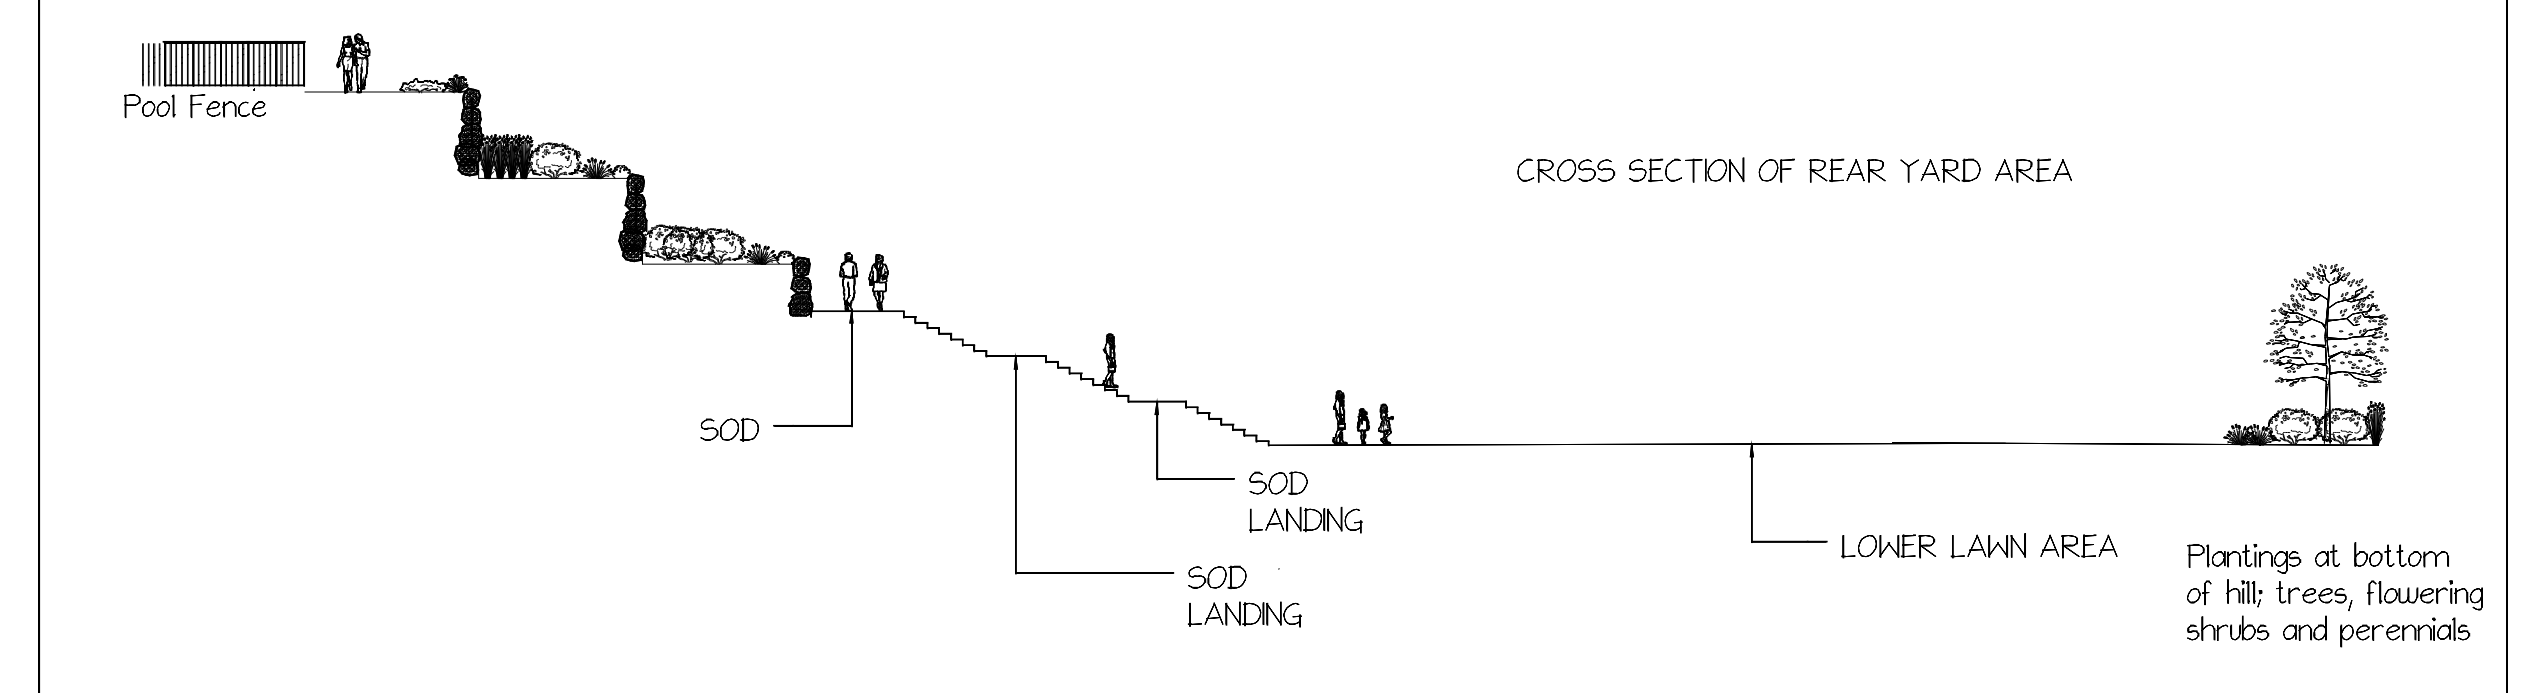 Pool Fence
CROSS SECTION OF REAR YARD AREA
SOD
SOD
LANDING
SOD
LANDING
LOWER LAWN AREA
Plantings at bottom
of hill; trees, flowering
shrubs and perennials